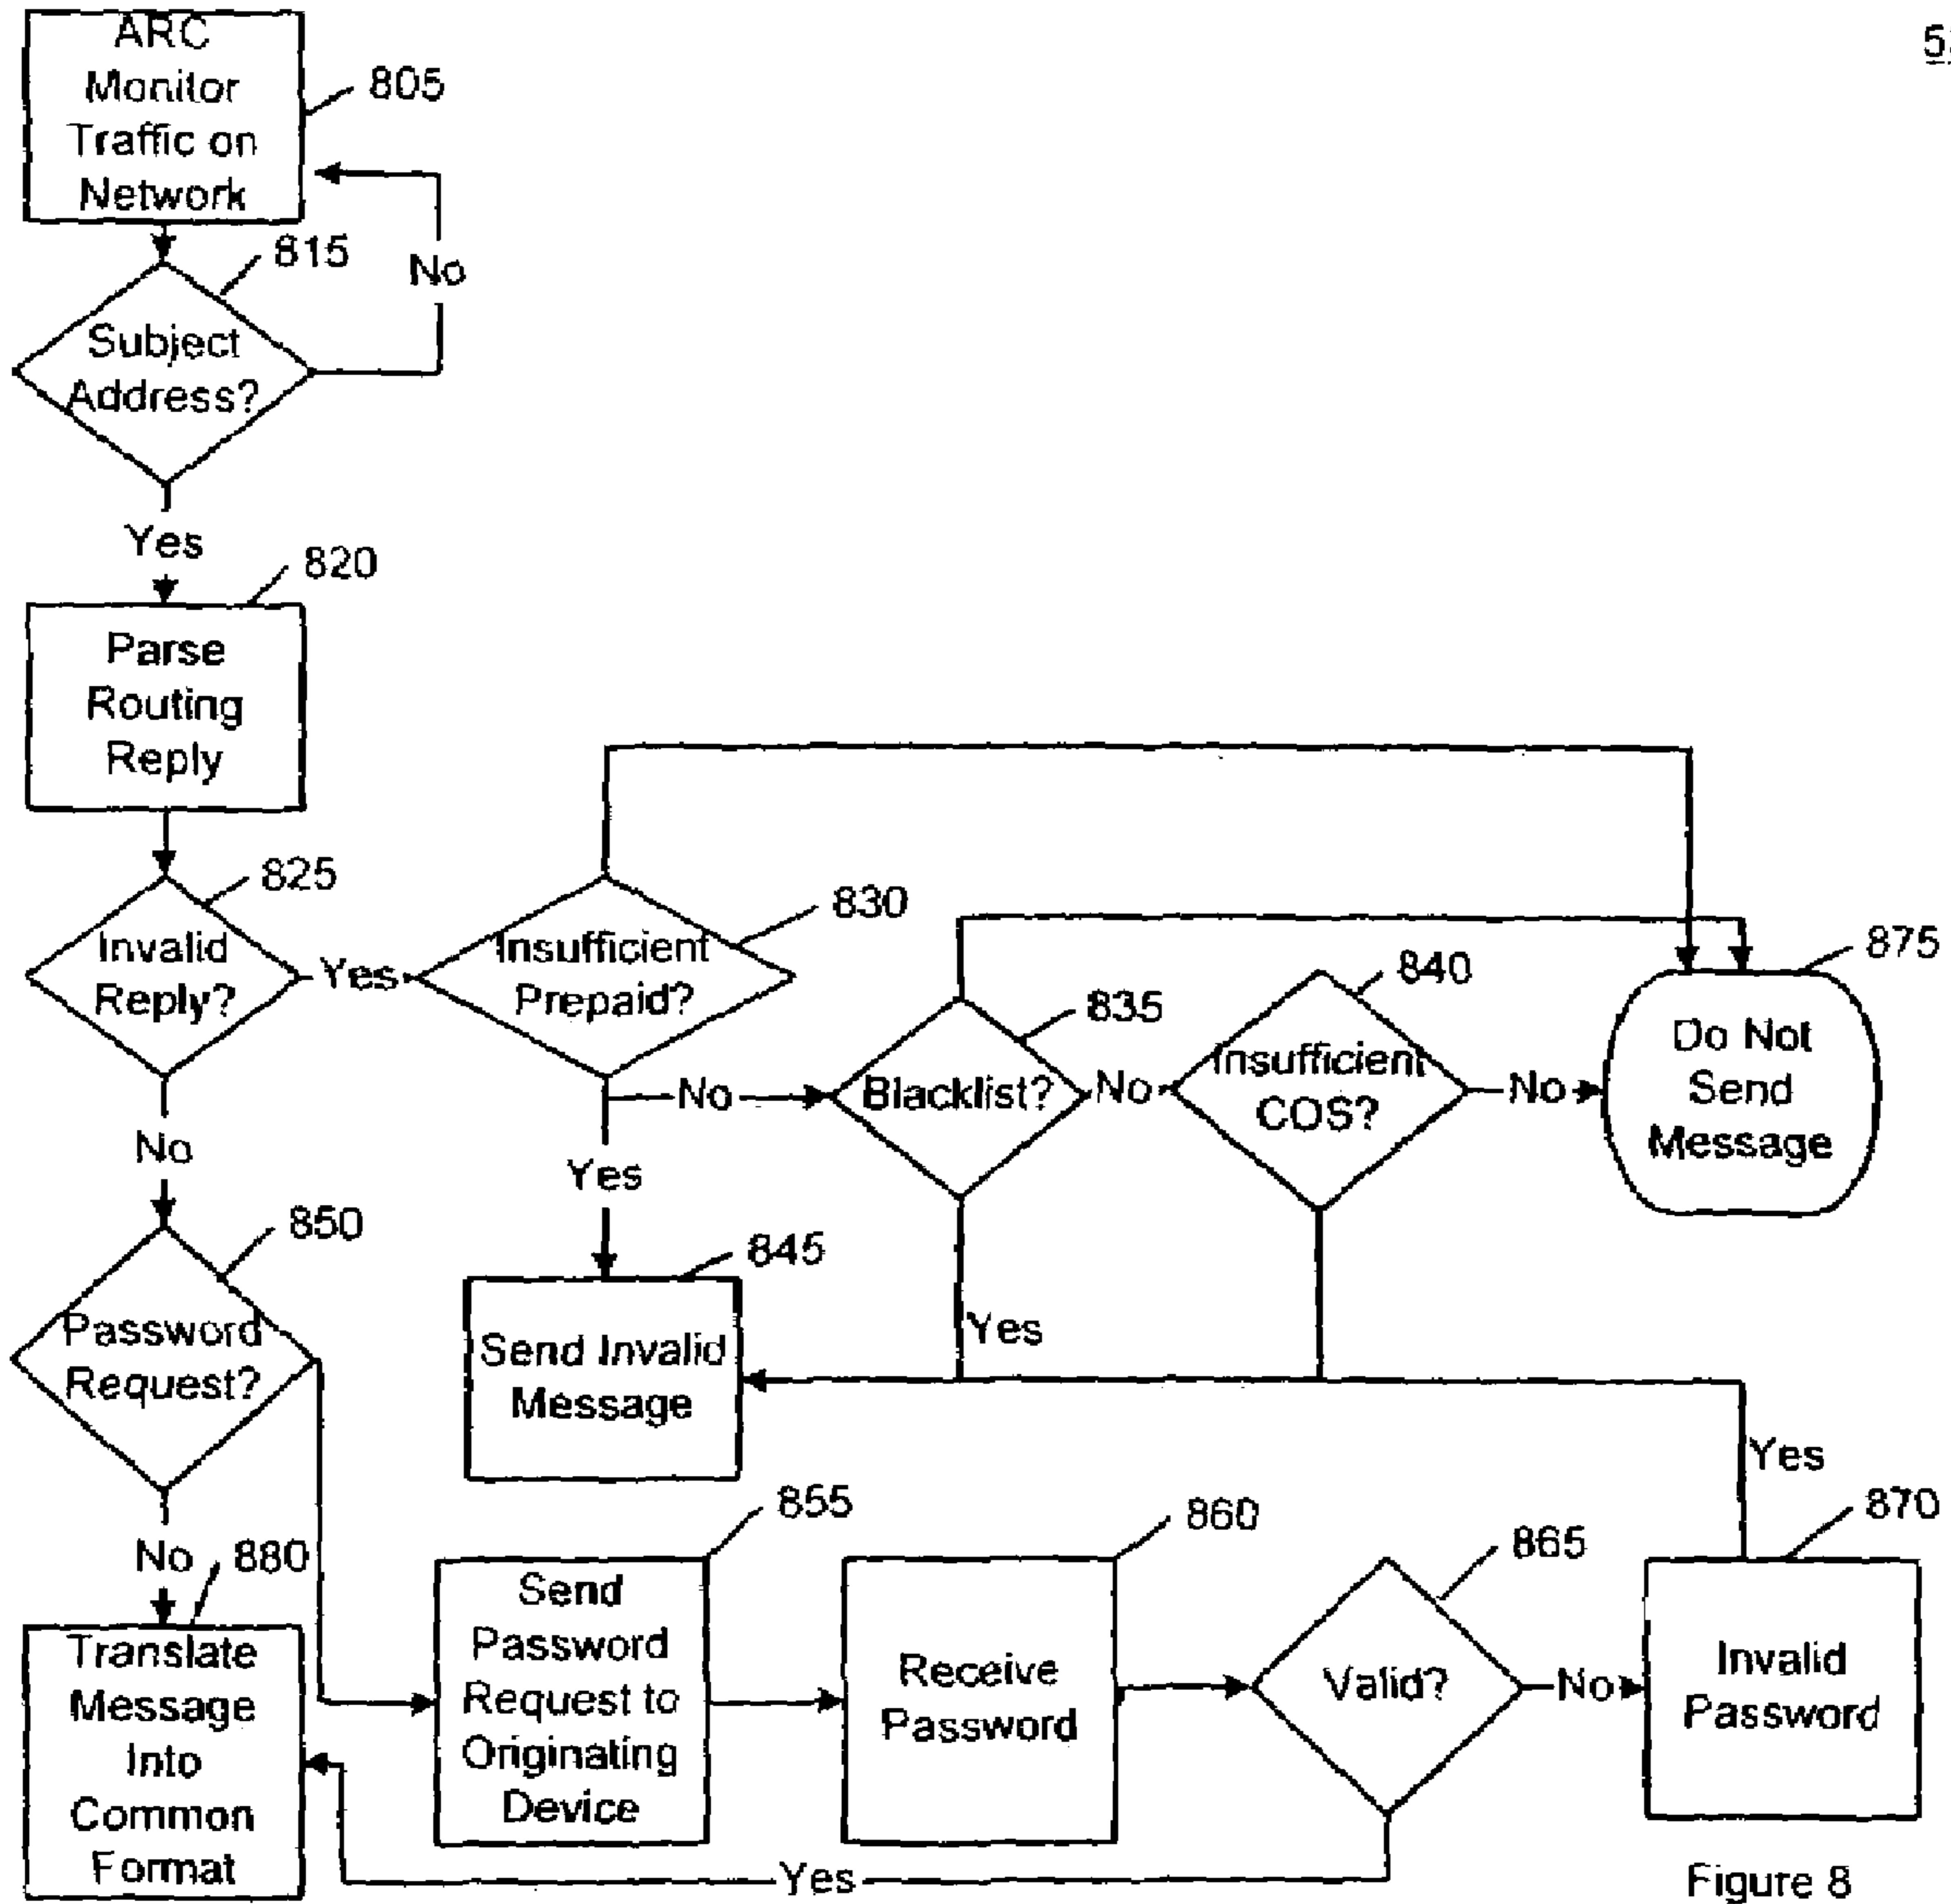 ARC
Monitor
Traffic on
Network
805
815
No
Subject
Address?
Yes
820
Parse
Routing
Reply
825
Invalid
Reply?
Yes
830
Insufficient
Prepaid?
No
835
Blacklist?
No
840
Insufficient
COS?
No
875
Do Not
Send
Message
No
Yes
845
Send Invalid
Message
Yes
850
Password
Request?
No
880
Translate
Message
Into
Common
Format
855
Send
Password
Request to
Originating
Device
860
Receive
Password
865
Valid?
No
Yes
870
Invalid
Password
Yes
Figure 8